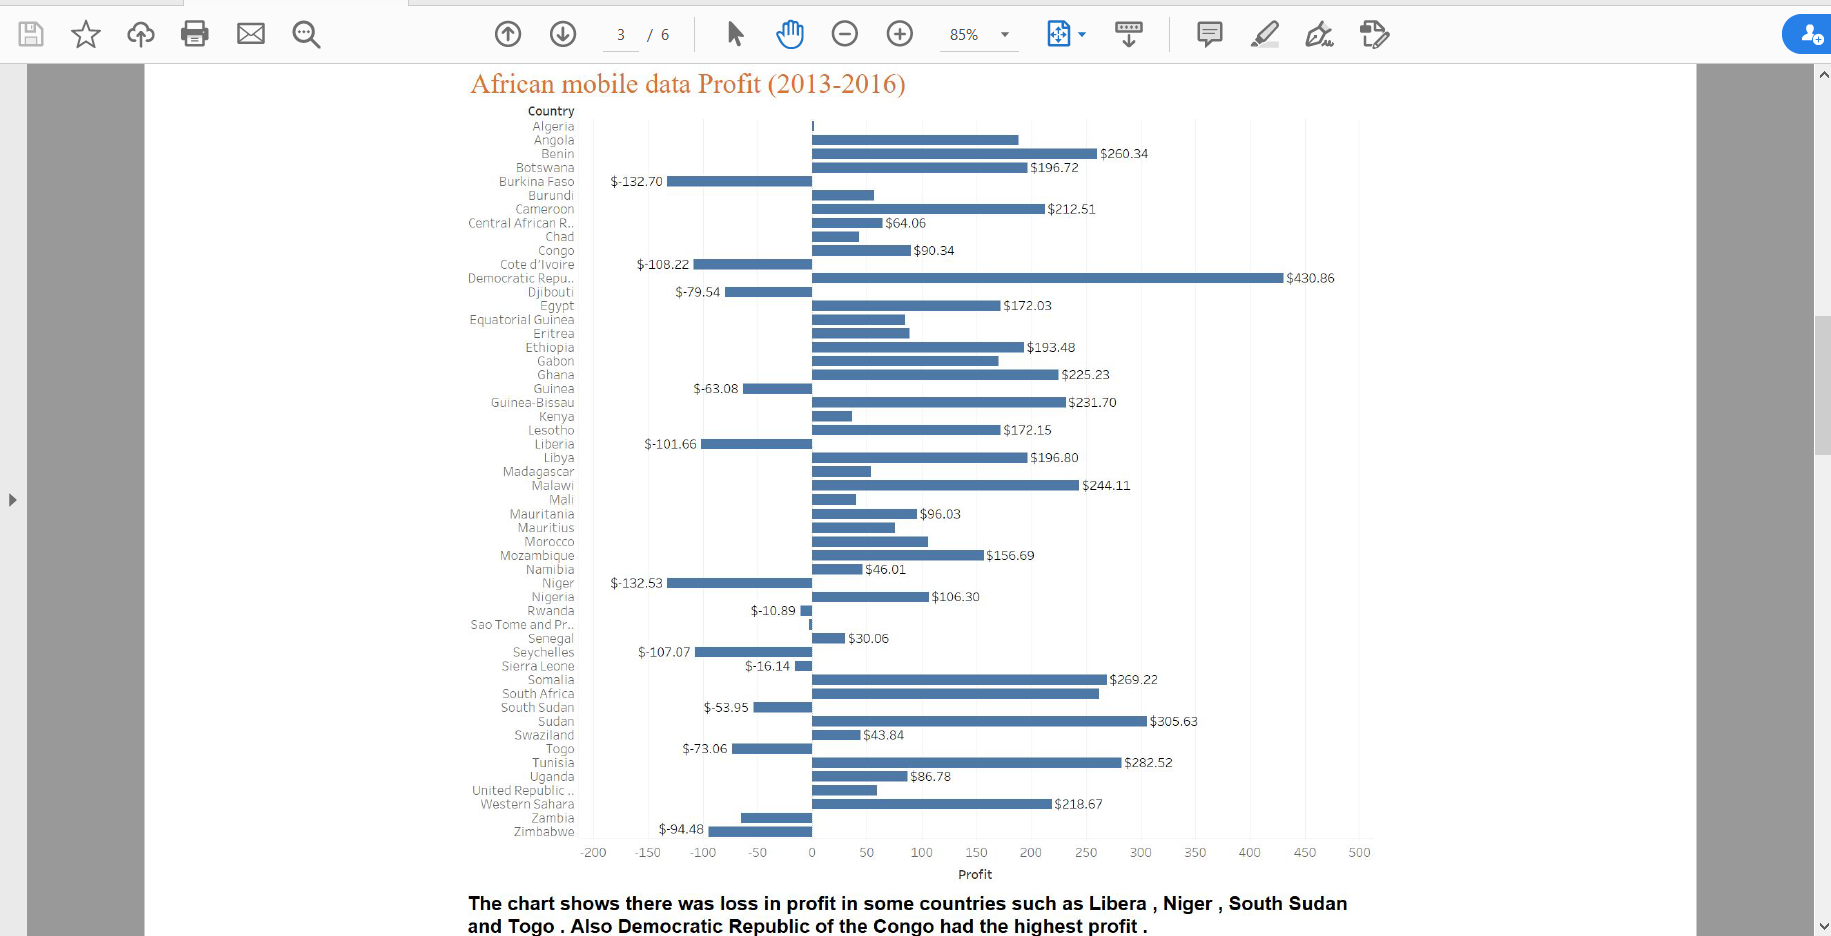 3 / 6
85%
African mobile data Profit (2013-2016)
Country
Algeria
Angola
Benin $260.34
Botswana $196.72
Burkina Faso $-132.70
Burundi
Cameroon $212.51
Central African R.. $64.06
Chad
Congo $90.34
Cote d'Ivoire $-108.22
Democratic Repu.. $430.86
Djibouti $-79.54
Egypt $172.03
Equatorial Guinea
Eritrea
Ethiopia $193.48
Gabon
Ghana $225.23
Guinea $-63.08
Guinea-Bissau $231.70
Kenya
Lesotho $172.15
Liberia $-101.66
Libya $196.80
Madagascar
Malawi $244.11
Mali
Mauritania $96.03
Mauritius
Morocco
Mozambique $156.69
Namibia $46.01
Niger $-132.53
Nigeria $106.30
Rwanda $-10.89
Sao Tome and Pr..
Senegal $30.06
Seychelles $-107.07
Sierra Leone $-16.14
Somalia $269.22
South Africa
South Sudan $-53.95
Sudan $305.63
Swaziland $43.84
Togo $-73.06
Tunisia $282.52
Uganda $86.78
United Republic ..
Western Sahara $218.67
Zambia
Zimbabwe $-94.48
-200 -150 -100 -50 0 50 100 150 200 250 300 350 400 450 500
Profit
The chart shows there was loss in profit in some countries such as Libera , Niger , South Sudan
and Togo . Also Democratic Republic of the Congo had the highest profit .